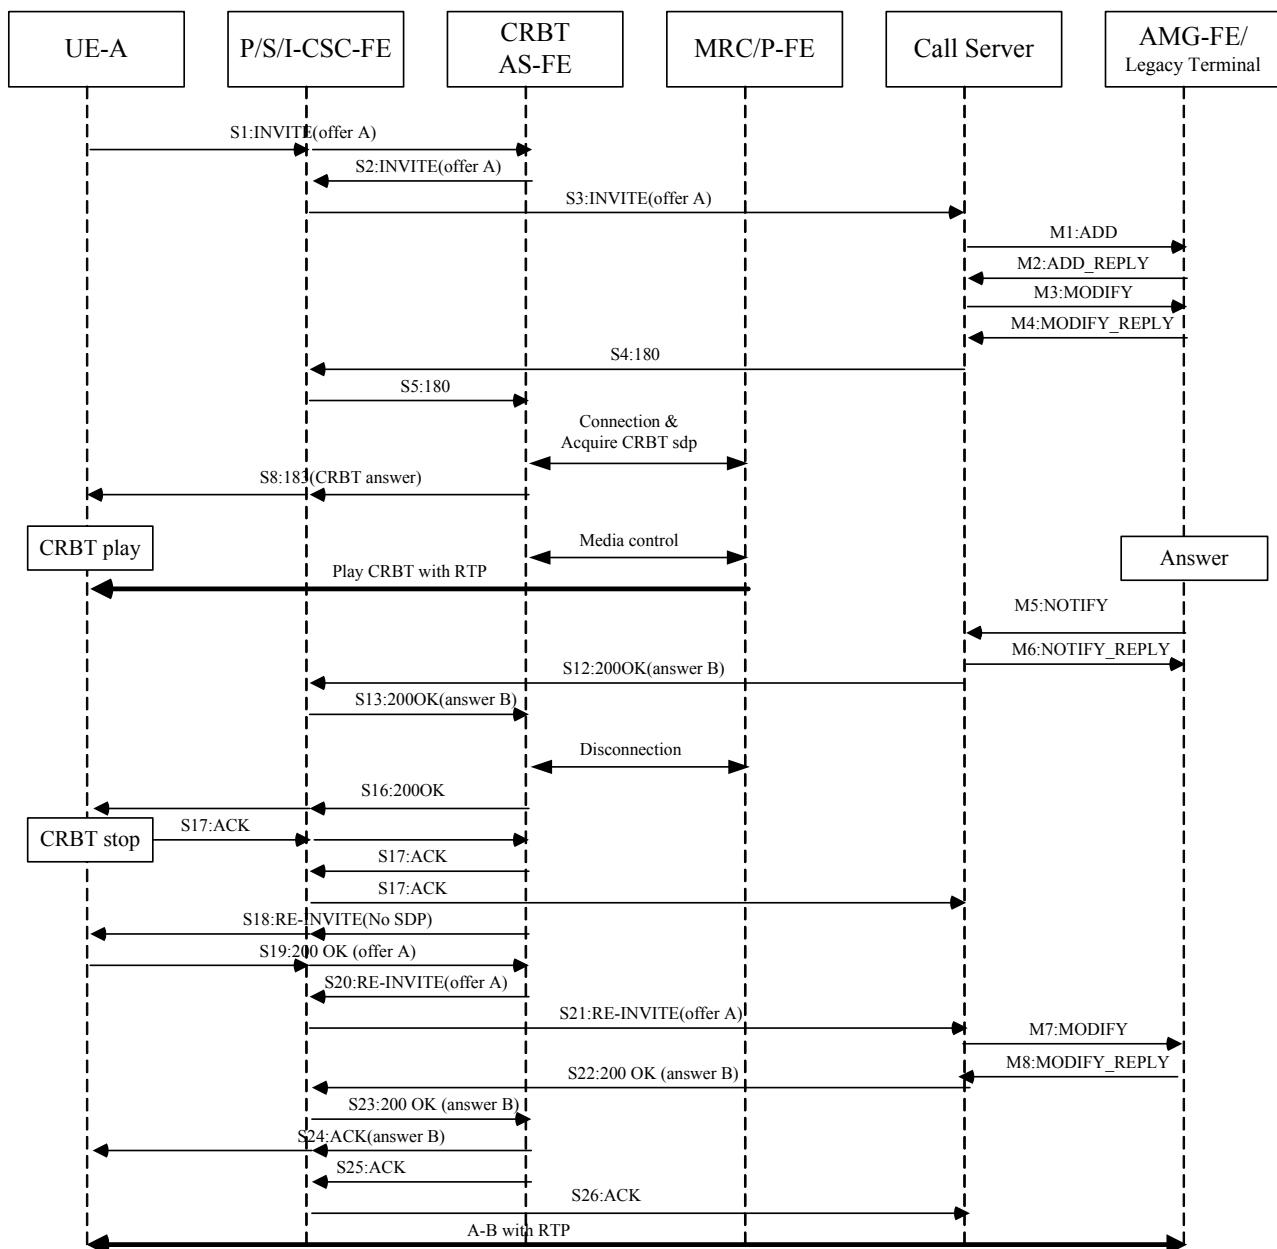 UE-A
P/S/I-CSC-FE
CRBT
AS-FE
MRC/P-FE
Call Server
AMG-FE/
Legacy Terminal
S1:INVITE(offer A)
S2:INVITE(offer A)
S3:INVITE(offer A)
M1:ADD
M2:ADD_REPLY
M3:MODIFY
M4:MODIFY_REPLY
S4:180
S5:180
Connection &
Acquire CRBT sdp
S8:183(CRBT answer)
CRBT play
Media control
Answer
Play CRBT with RTP
M5:NOTIFY
M6:NOTIFY_REPLY
S12:200OK(answer B)
S13:200OK(answer B)
Disconnection
S16:200OK
CRBT stop
S17:ACK
S17:ACK
S17:ACK
S18:RE-INVITE(No SDP)
S19:200 OK (offer A)
S20:RE-INVITE(offer A)
S21:RE-INVITE(offer A)
M7:MODIFY
M8:MODIFY_REPLY
S22:200 OK (answer B)
S23:200 OK (answer B)
S24:ACK(answer B)
S25:ACK
S26:ACK
A-B with RTP